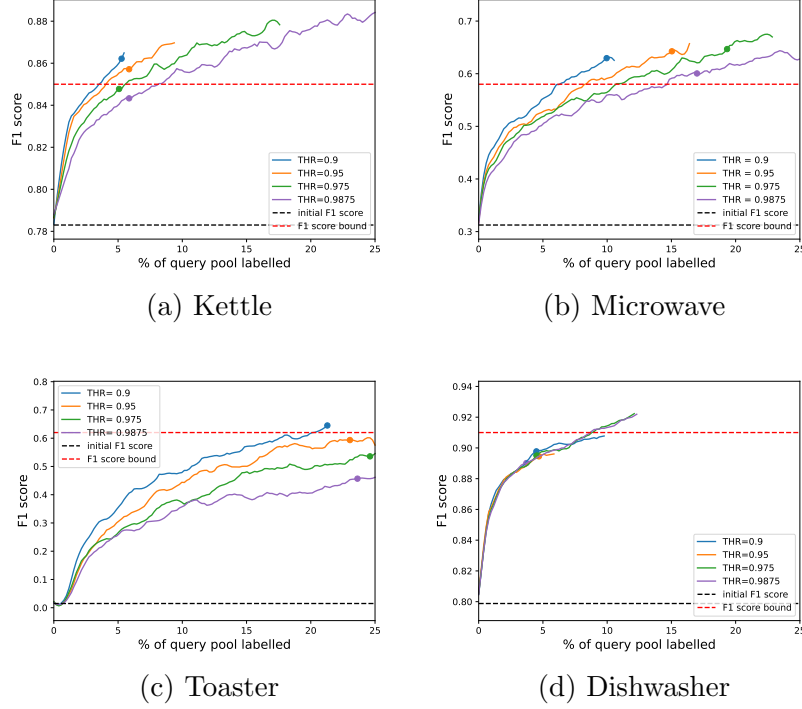 F1 score
0.88
0.86
0.84
0.82
0.80
0.78
THR=0.9
THR=0.95
THR=0.975
THR=0.9875
initial F1 score
F1 score bound
0 5 10 15 20 25
% of query pool labelled
(a) Kettle
F1 score
0.7
0.6
0.5
0.4
0.3
THR = 0.9
THR = 0.95
THR = 0.975
THR = 0.9875
initial F1 score
F1 score bound
0 5 10 15 20 25
% of query pool labelled
(b) Microwave
F1 score
0.8
0.7
0.6
0.5
0.4
0.3
0.2
0.1
0.0
THR= 0.9
THR= 0.95
THR= 0.975
THR= 0.9875
initial F1 score
F1 score bound
0 5 10 15 20 25
% of query pool labelled
(c) Toaster
F1 score
0.94
0.92
0.90
0.88
0.86
0.84
0.82
0.80
THR=0.9
THR=0.95
THR=0.975
THR=0.9875
initial F1 score
F1 score bound
0 5 10 15 20 25
% of query pool labelled
(d) Dishwasher